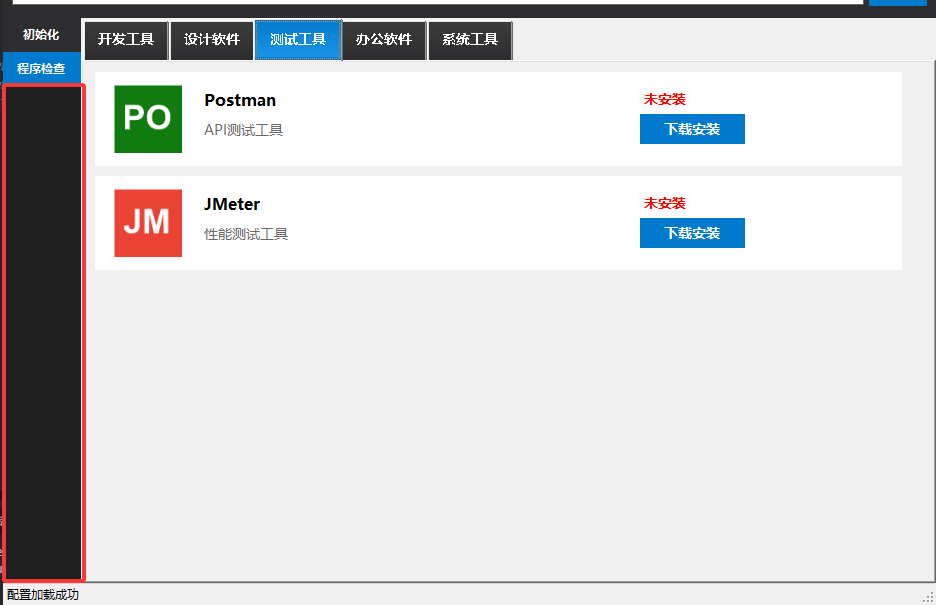 初始化
程序检查
开发工具 设计软件 测试工具 办公软件 系统工具
PO
Postman
API测试工具
未安装
下载安装
JM
JMeter
性能测试工具
未安装
下载安装
配置加载成功